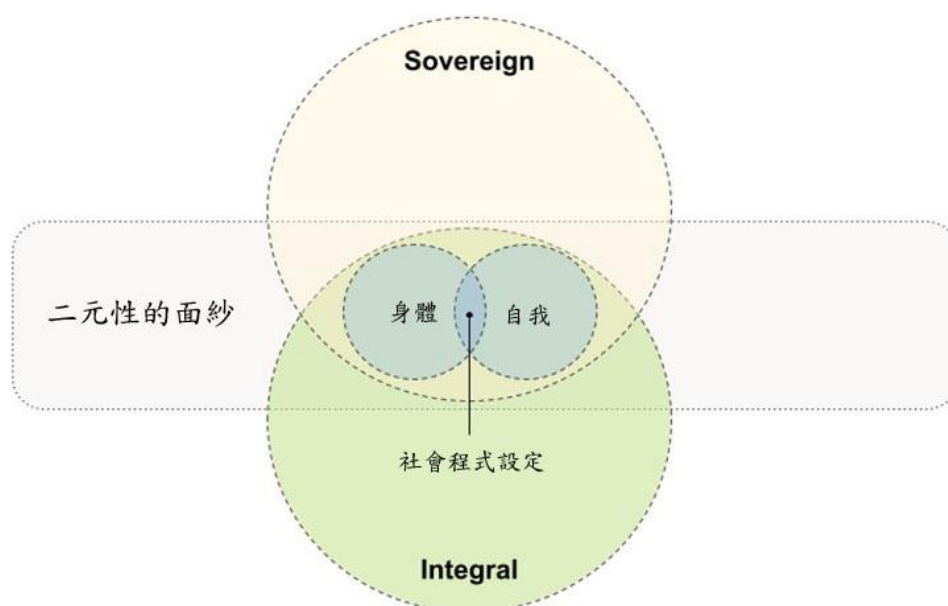 Sovereign
二元性的面紗
身體
自我
社會程式設定
Integral